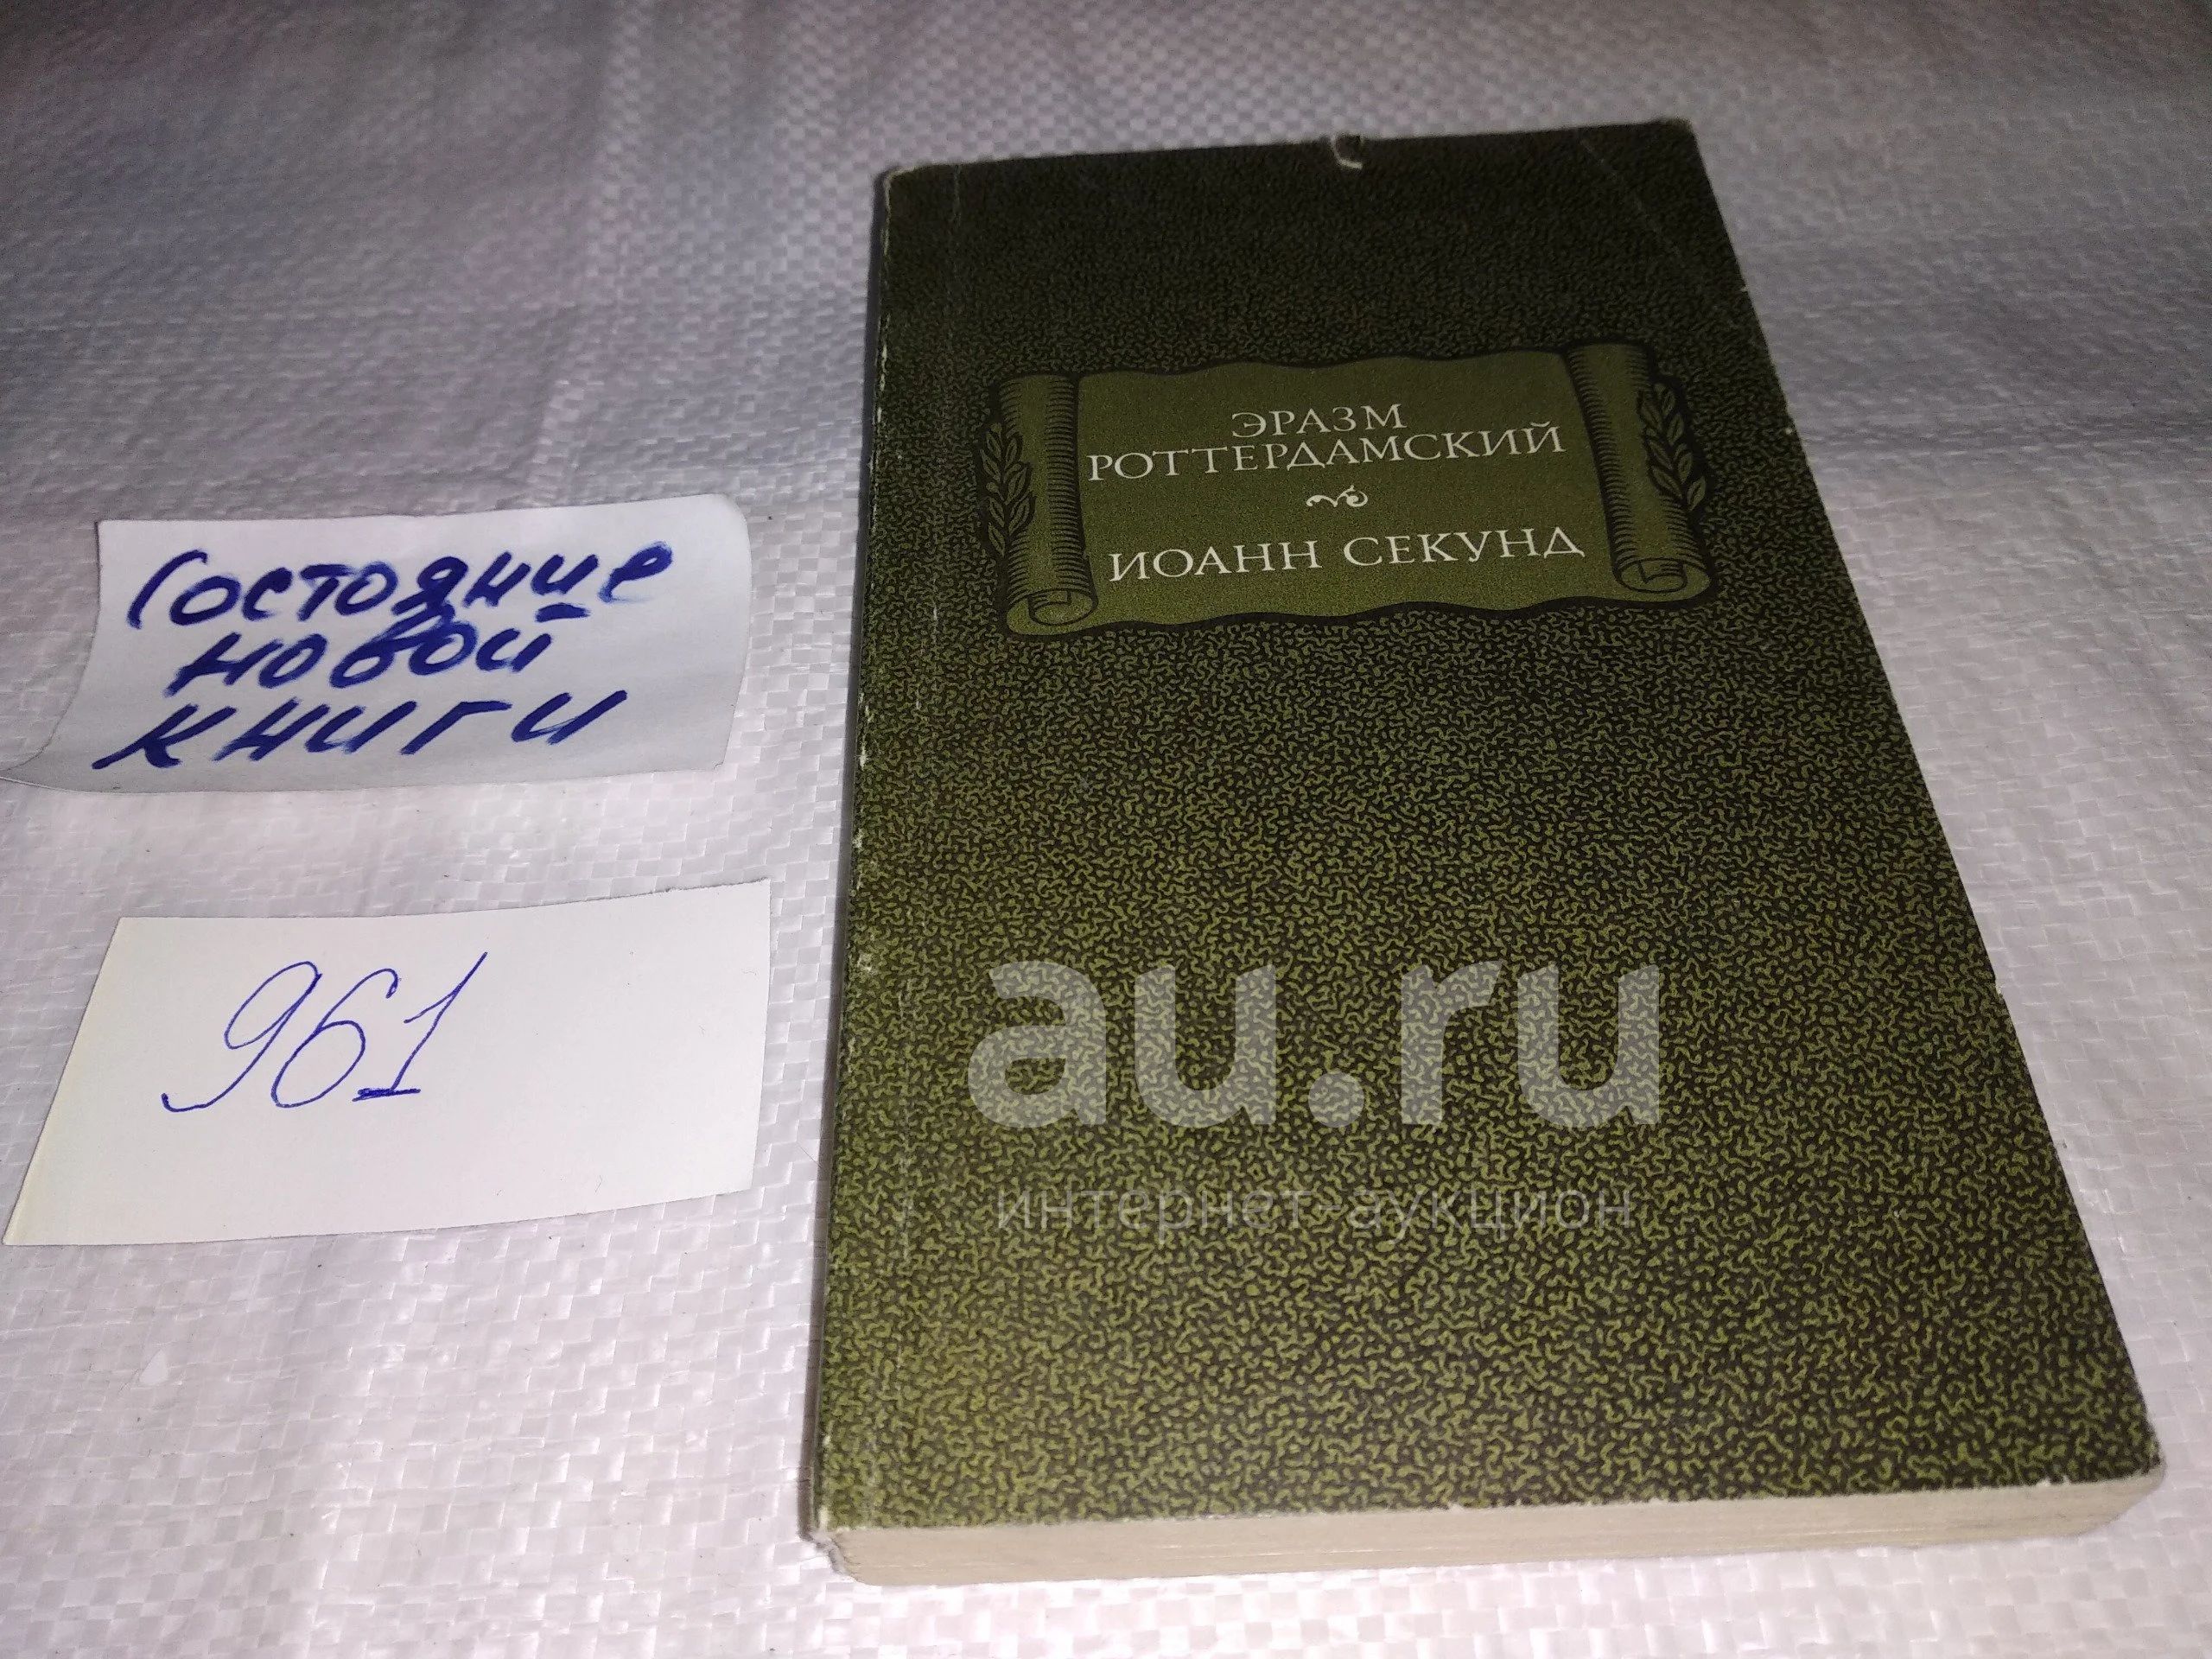 Состояние
новой
книги
961
ЭРАЗМ
РОТТЕРДАМСКИЙ
ИОАНН СЕКУНД
au.ru
интернет-аукцион